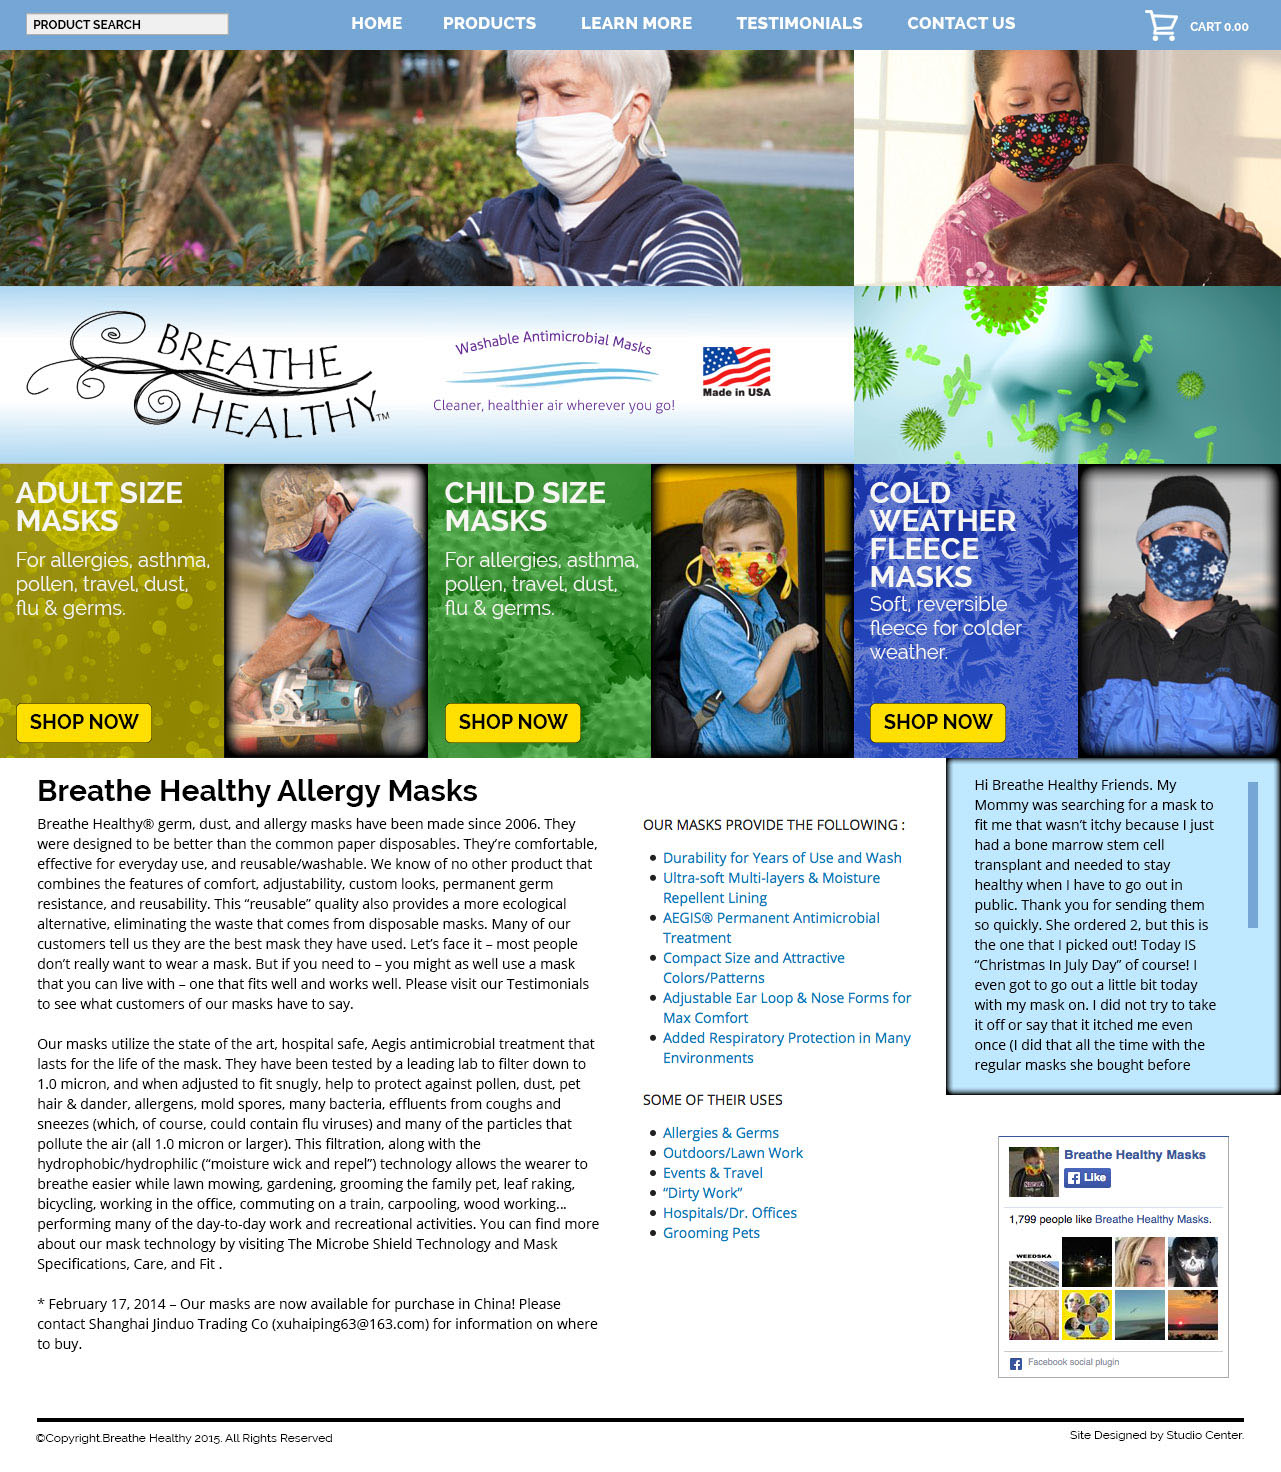 PRODUCT SEARCH
HOME PRODUCTS LEARN MORE TESTIMONIALS CONTACT US
CART 0.00
BREATHE HEALTHY™
Washable Antimicrobial Masks
Cleaner, healthier air wherever you go!
Made in USA
ADULT SIZE
MASKS
For allergies, asthma,
pollen, travel, dust,
flu & germs.
SHOP NOW
CHILD SIZE
MASKS
For allergies, asthma,
pollen, travel, dust,
flu & germs.
SHOP NOW
COLD
WEATHER
FLEECE
MASKS
Soft, reversible
fleece for colder
weather.
SHOP NOW
Breathe Healthy Allergy Masks
Breathe Healthy® germ, dust, and allergy masks have been made since 2006. They
were designed to be better than the common paper disposables. They’re comfortable,
effective for everyday use, and reusable/washable. We know of no other product that
combines the features of comfort, adjustability, custom looks, permanent germ
resistance, and reusability. This “reusable” quality also provides a more ecological
alternative, eliminating the waste that comes from disposable masks. Many of our
customers tell us they are the best mask they have used. Let’s face it – most people
don’t really want to wear a mask. But if you need to – you might as well use a mask
that you can live with – one that fits well and works well. Please visit our Testimonials
to see what customers of our masks have to say.
Our masks utilize the state of the art, hospital safe, Aegis antimicrobial treatment that
lasts for the life of the mask. They have been tested by a leading lab to filter down to
1.0 micron, and when adjusted to fit snugly, help to protect against pollen, dust, pet
hair & dander, allergens, mold spores, many bacteria, effluents from coughs and
sneezes (which, of course, could contain flu viruses) and many of the particles that
pollute the air (all 1.0 micron or larger). This filtration, along with the
hydrophobic/hydrophilic (“moisture wick and repel”) technology allows the wearer to
breathe easier while lawn mowing, gardening, grooming the family pet, leaf raking,
bicycling, working in the office, commuting on a train, carpooling, wood working…
performing many of the day-to-day work and recreational activities. You can find more
about our mask technology by visiting The Microbe Shield Technology and Mask
Specifications, Care, and Fit .
* February 17, 2014 – Our masks are now available for purchase in China! Please
contact Shanghai Jinduo Trading Co (xuhaiping63@163.com) for information on where
to buy.
OUR MASKS PROVIDE THE FOLLOWING :
• Durability for Years of Use and Wash
• Ultra-soft Multi-layers & Moisture
Repellent Lining
• AEGIS® Permanent Antimicrobial
Treatment
• Compact Size and Attractive
Colors/Patterns
• Adjustable Ear Loop & Nose Forms for
Max Comfort
• Added Respiratory Protection in Many
Environments
SOME OF THEIR USES
• Allergies & Germs
• Outdoors/Lawn Work
• Events & Travel
• “Dirty Work”
• Hospitals/Dr. Offices
• Grooming Pets
Hi Breathe Healthy Friends. My
Mommy was searching for a mask to
fit me that wasn’t itchy because I just
had a bone marrow stem cell
transplant and needed to stay
healthy when I have to go out in
public. Thank you for sending them
so quickly. She ordered 2, but this is
the one that I picked out! Today IS
“Christmas In July Day” of course! I
even got to go out a little bit today
with my mask on. I did not try to take
it off or say that it itched me even
once (I did that all the time with the
regular masks she bought before
Breathe Healthy Masks
Like
1,799 people like Breathe Healthy Masks.
WEEDSKA
Facebook social plugin
©Copyright.Breathe Healthy 2015. All Rights Reserved
Site Designed by Studio Center.